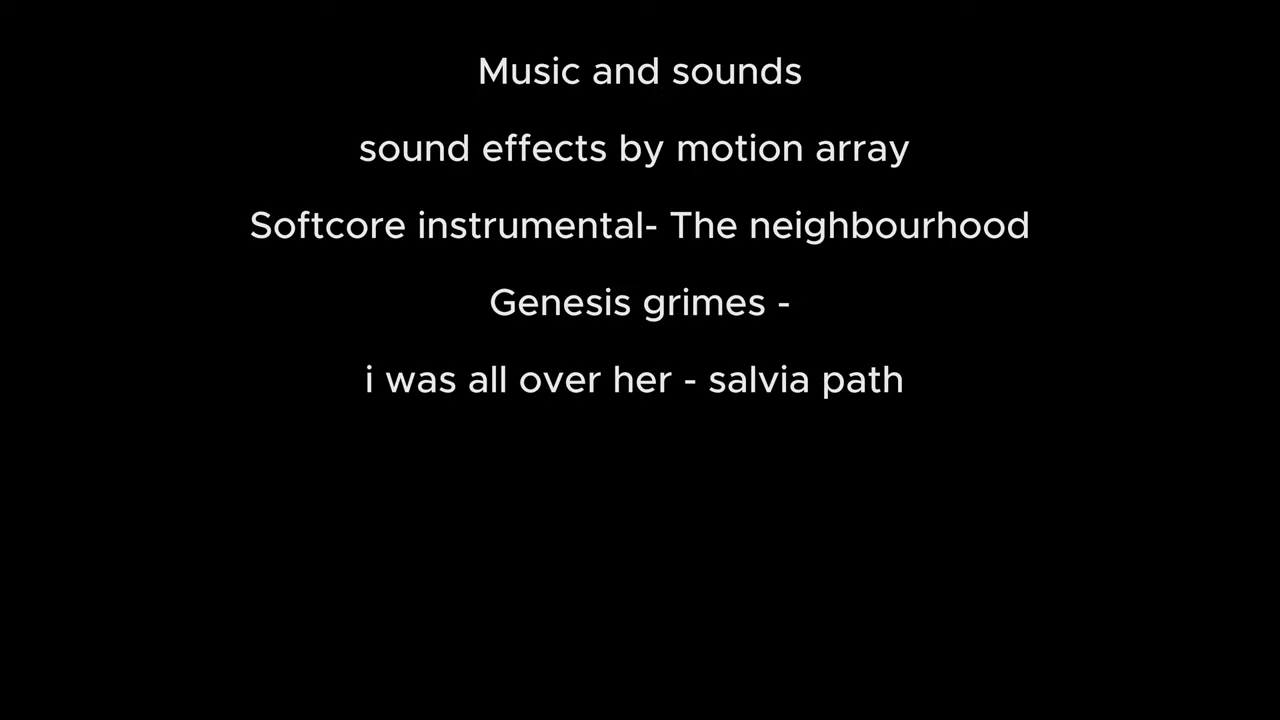 Music and sounds
sound effects by motion array
Softcore instrumental- The neighbourhood
Genesis grimes -
i was all over her - salvia path